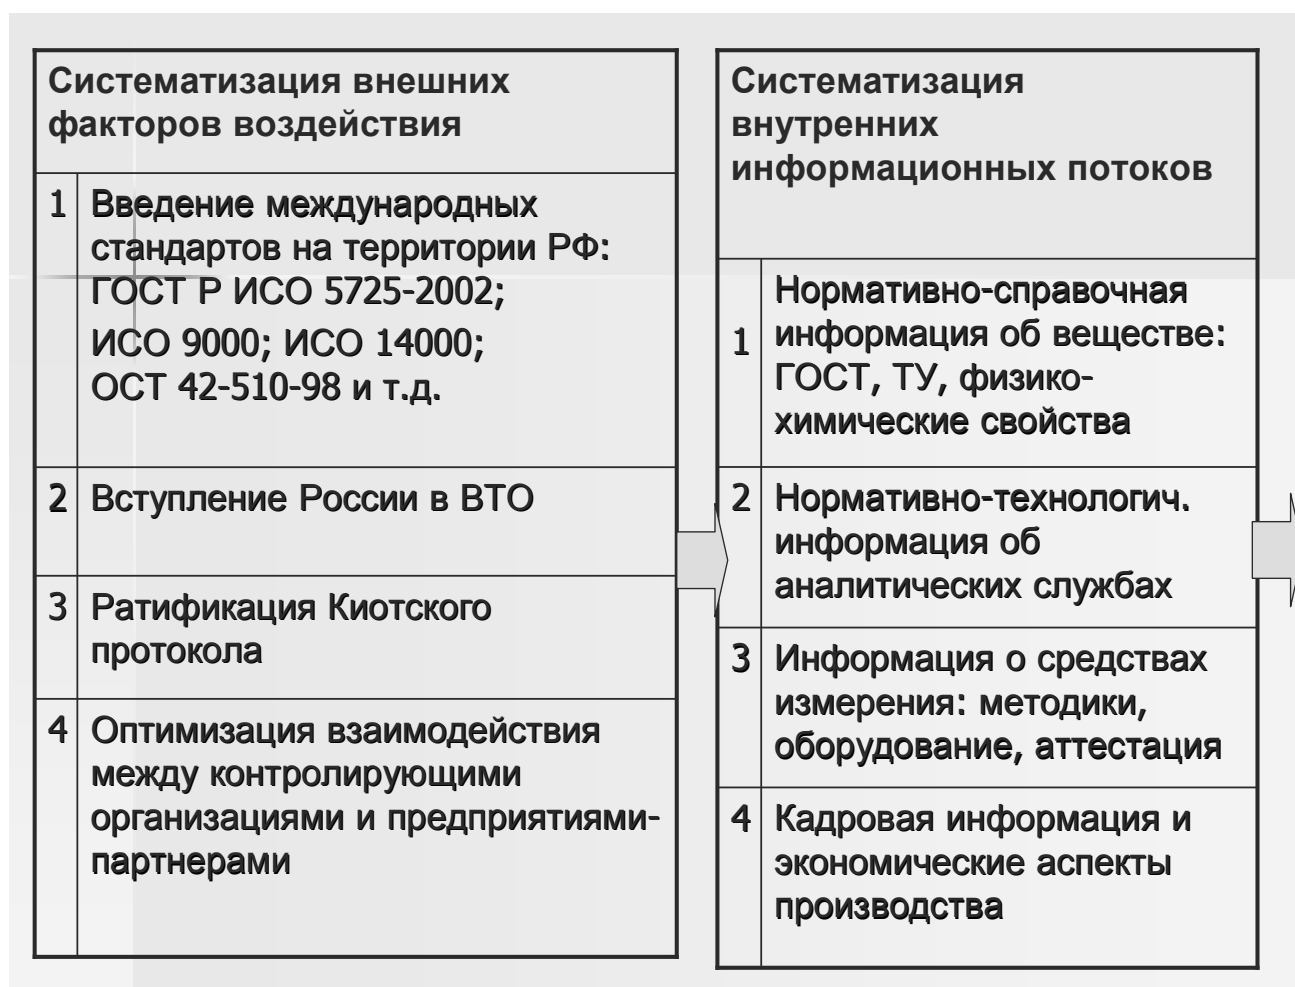 Систематизация внешних
факторов воздействия
1 Введение международных
стандартов на территории РФ:
ГОСТ Р ИСО 5725-2002;
ИСО 9000; ИСО 14000;
ОСТ 42-510-98 и т.д.
2 Вступление России в ВТО
3 Ратификация Киотского
протокола
4 Оптимизация взаимодействия
между контролирующими
организациями и предприятиями-
партнерами
Систематизация
внутренних
информационных потоков
Нормативно-справочная
1 информация об веществе:
ГОСТ, ТУ, физико-
химические свойства
2 Нормативно-технологич.
информация об
аналитических службах
3 Информация о средствах
измерения: методики,
оборудование, аттестация
4 Кадровая информация и
экономические аспекты
производства